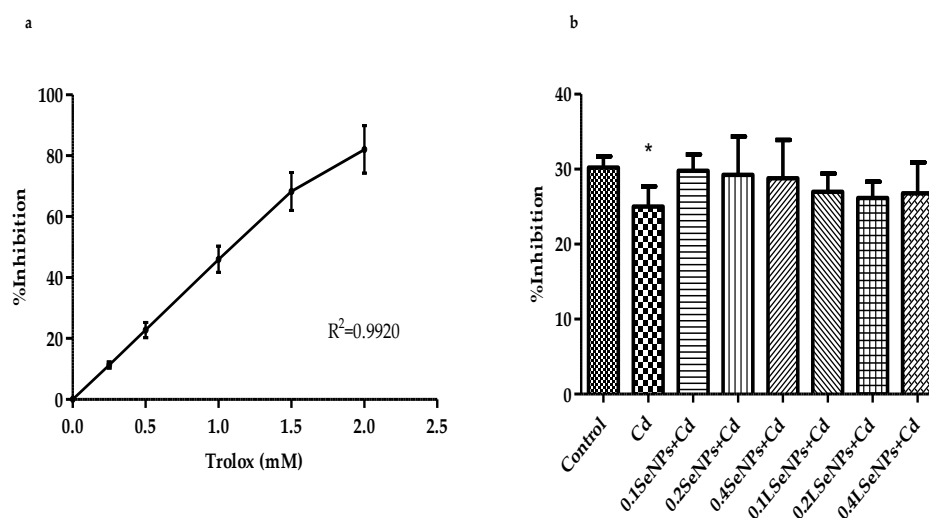 a
b
100
80
60
40
20
0
%Inhibition
0.0 0.5 1.0 1.5 2.0 2.5
Trolox (mM)
R²=0.9920
40
30
20
10
0
%Inhibition
*
Control
Cd
0.1SeNPs+Cd
0.2SeNPs+Cd
0.4SeNPs+Cd
0.1LSeNPs+Cd
0.2LSeNPs+Cd
0.4LSeNPs+Cd